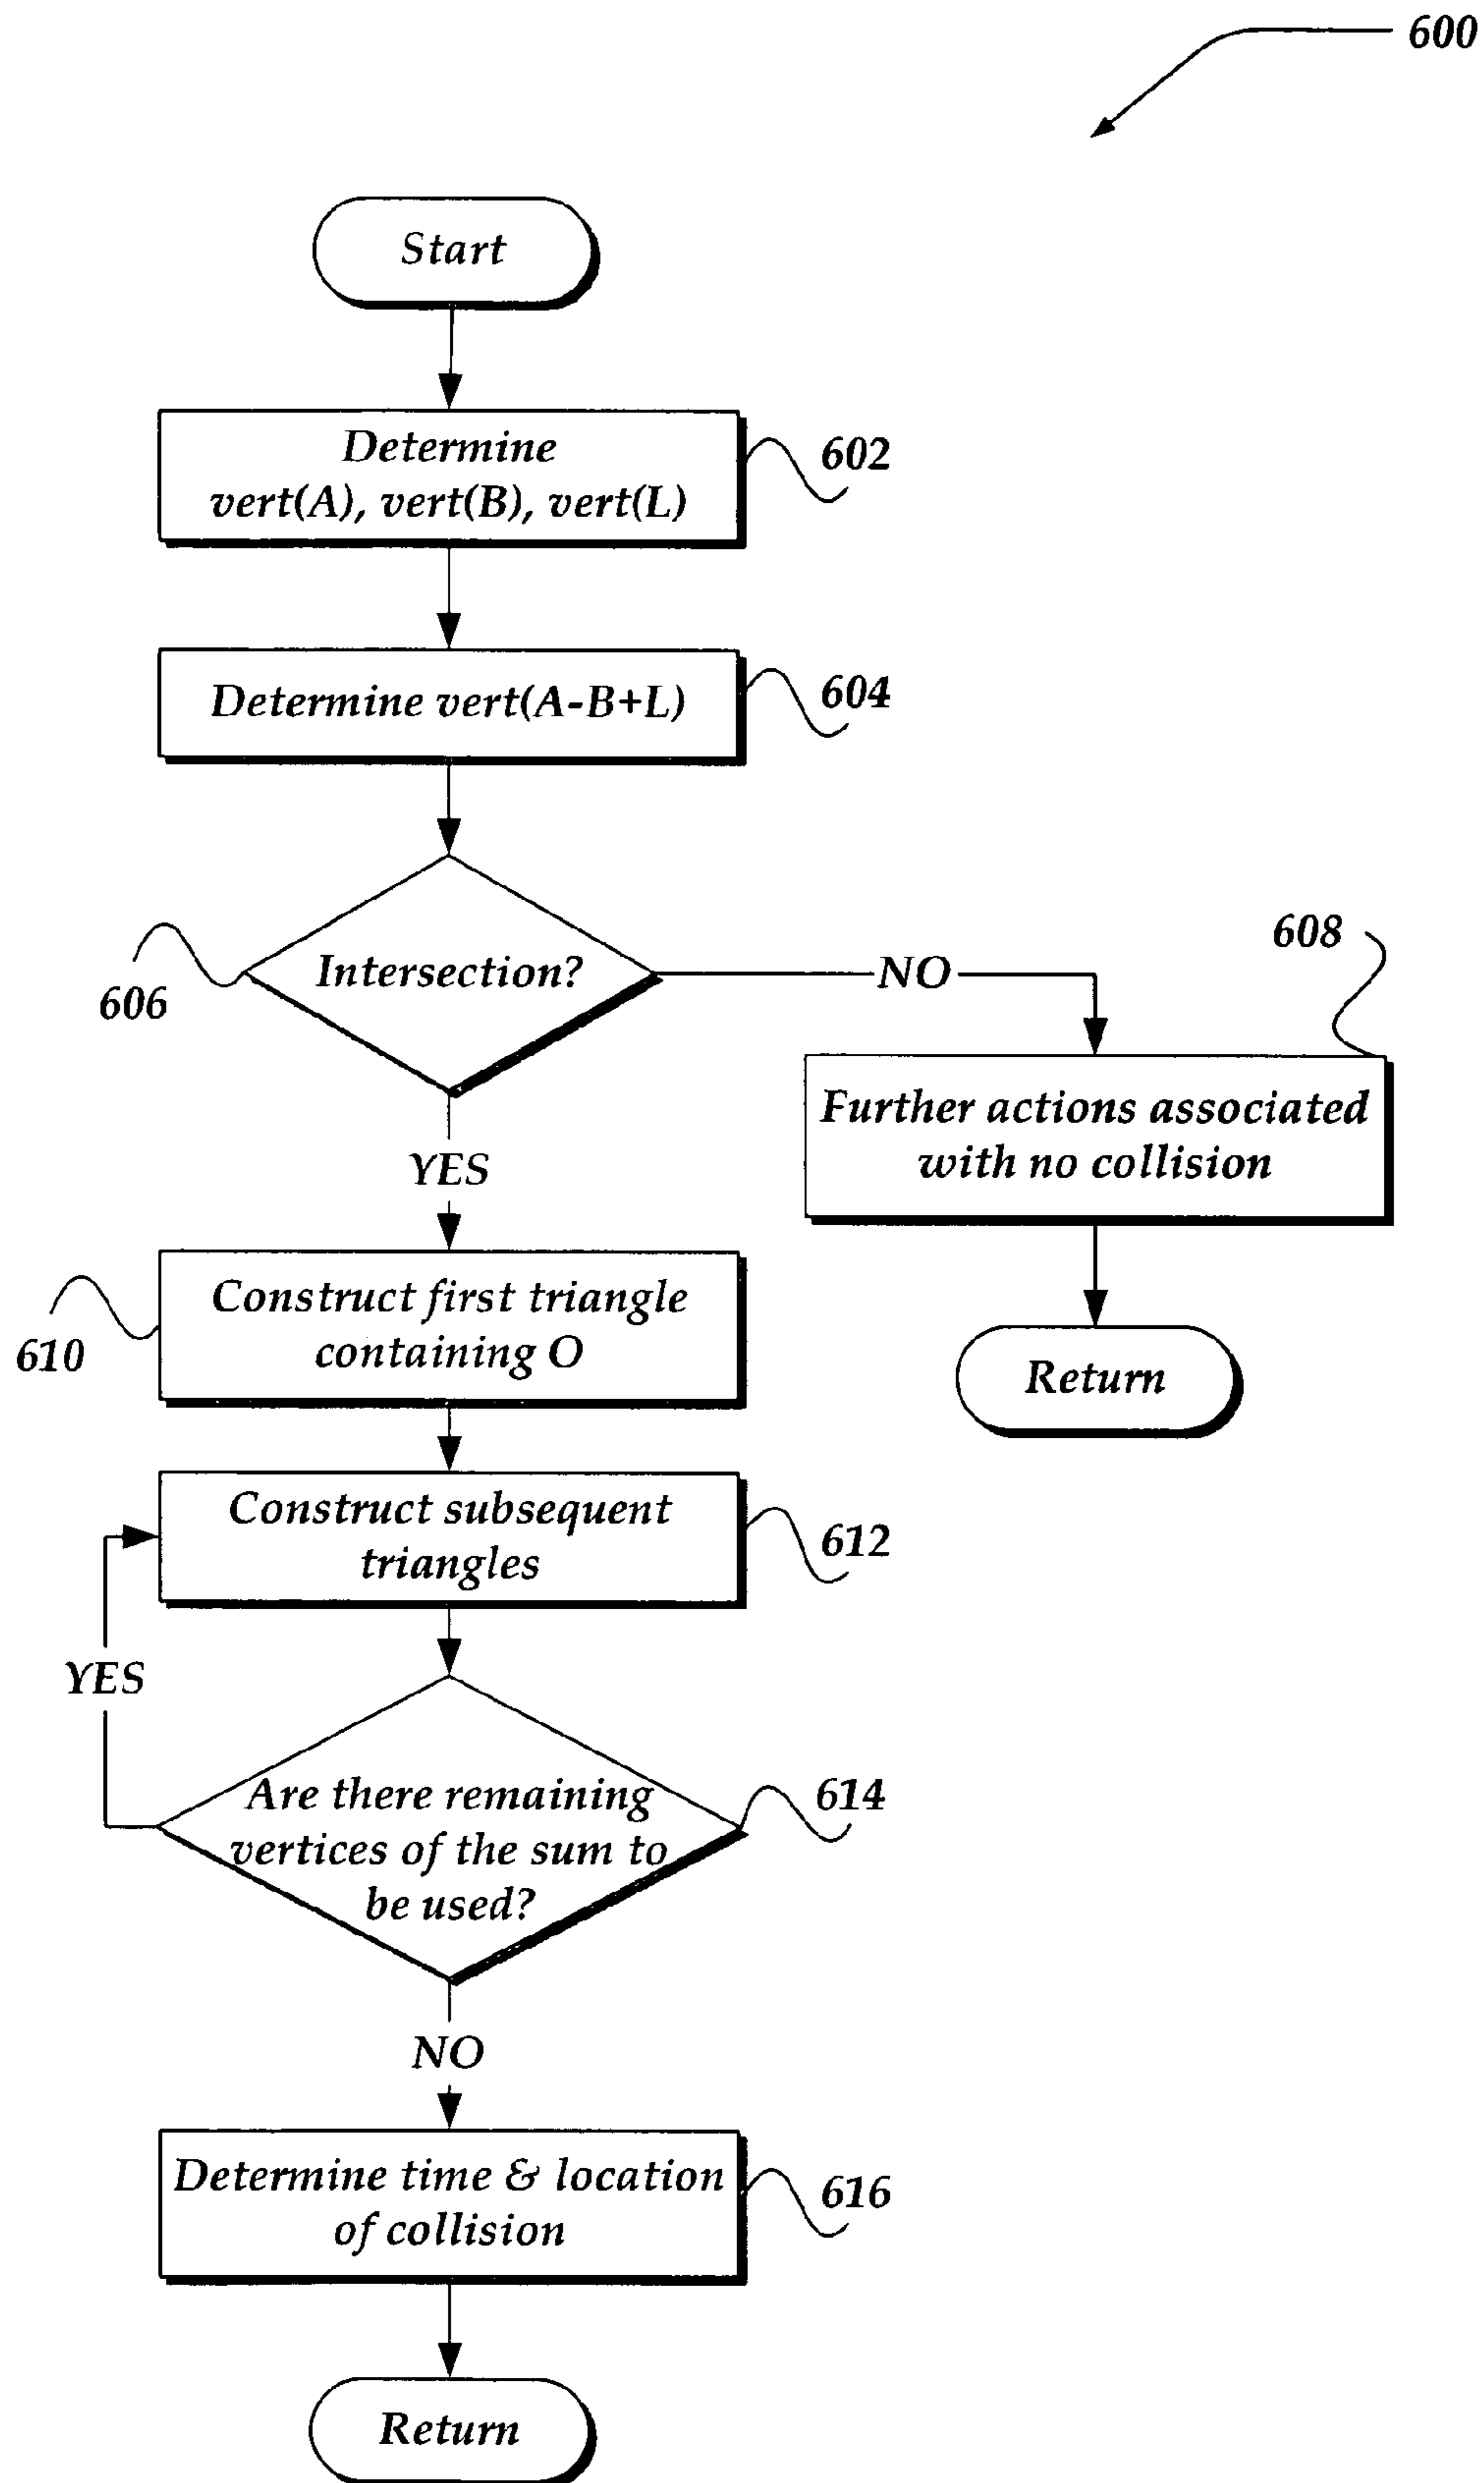 600
Start
Determine
vert(A), vert(B), vert(L)
602
Determine vert(A-B+L)
604
Intersection?
606
NO
608
Further actions associated
with no collision
Return
YES
Construct first triangle
containing O
610
Construct subsequent
triangles
612
YES
Are there remaining
vertices of the sum to
be used?
614
NO
Determine time & location
of collision
616
Return